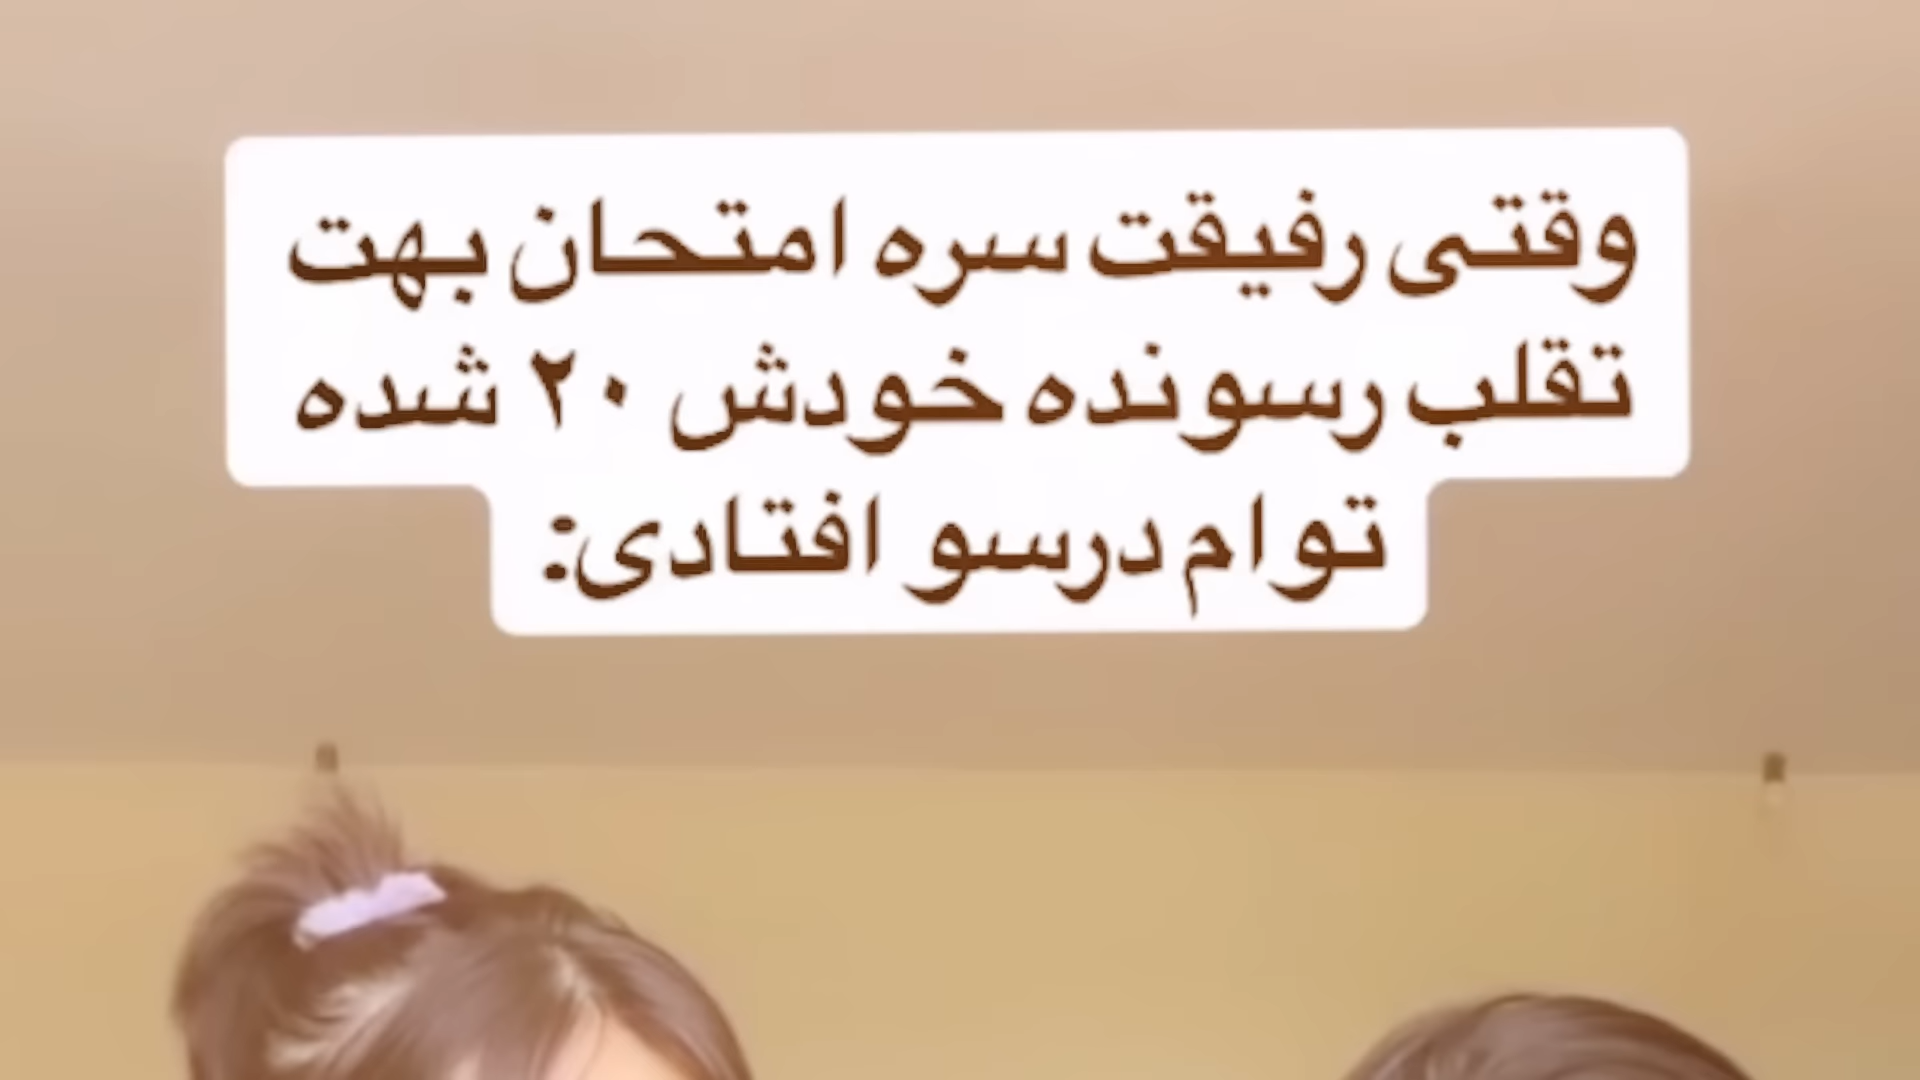 وقتی رفیقت سره امتحان بهت
تقلب رسونده خودش ۲۰ شده
توام درسو افتادی: